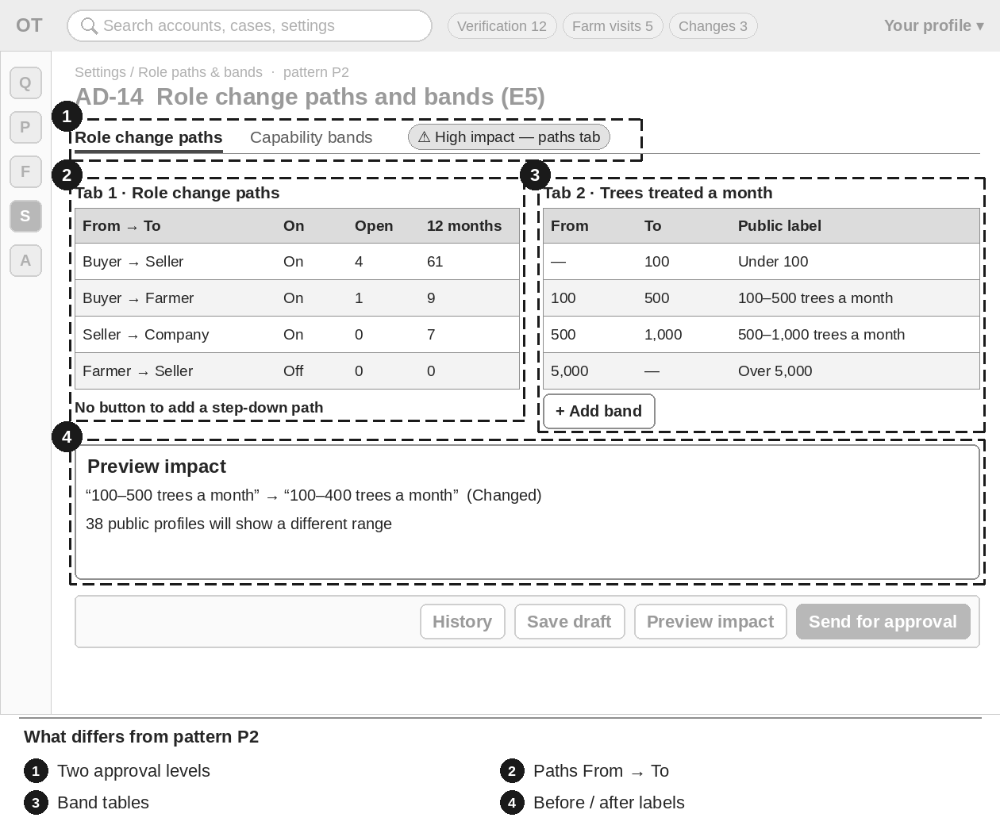 OT
Search accounts, cases, settings
Verification 12
Farm visits 5
Changes 3
Your profile ▾
Q
P
F
S
A
Settings / Role paths & bands · pattern P2
AD-14 Role change paths and bands (E5)
1
Role change paths
Capability bands
⚠ High impact — paths tab
2
Tab 1 · Role change paths
From → To On Open 12 months
Buyer → Seller On 4 61
Buyer → Farmer On 1 9
Seller → Company On 0 7
Farmer → Seller Off 0 0
No button to add a step-down path
3
Tab 2 · Trees treated a month
From To Public label
— 100 Under 100
100 500 100–500 trees a month
500 1,000 500–1,000 trees a month
5,000 — Over 5,000
+ Add band
4
Preview impact
“100–500 trees a month” → “100–400 trees a month” (Changed)
38 public profiles will show a different range
History
Save draft
Preview impact
Send for approval
What differs from pattern P2
1 Two approval levels
2 Paths From → To
3 Band tables
4 Before / after labels